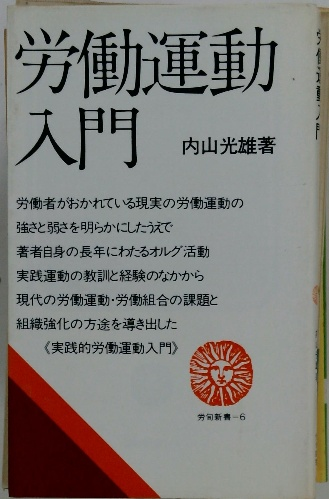 労働運動
入門
内山光雄著
労働者がおかれている現実の労働運動の
強さと弱さを明らかにしたうえで
著者自身の長年にわたるオルグ活動
実践運動の教訓と経験のなかから
現代の労働運動・労働組合の課題と
組織強化の方途を導き出した
《実践的労働運動入門》
労旬新書－6
労働運動入門